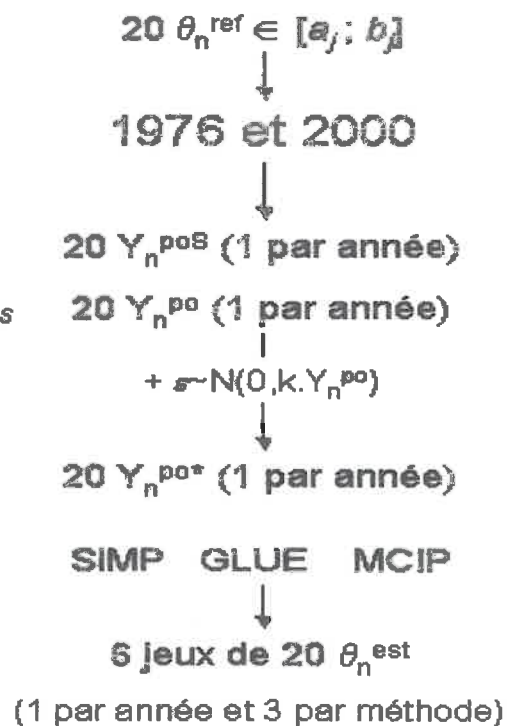 20 θₙʳᵉᶠ ∈ [aⱼ ; bⱼ]
1976 et 2000
20 Yₙᵖᵒˢ (1 par année)
s 20 Yₙᵖᵒ (1 par année)
+ ε~N(0,k.Yₙᵖᵒ)
20 Yₙᵖᵒ* (1 par année)
SIMP GLUE MCIP
6 jeux de 20 θₙᵉˢᵗ
(1 par année et 3 par méthode)